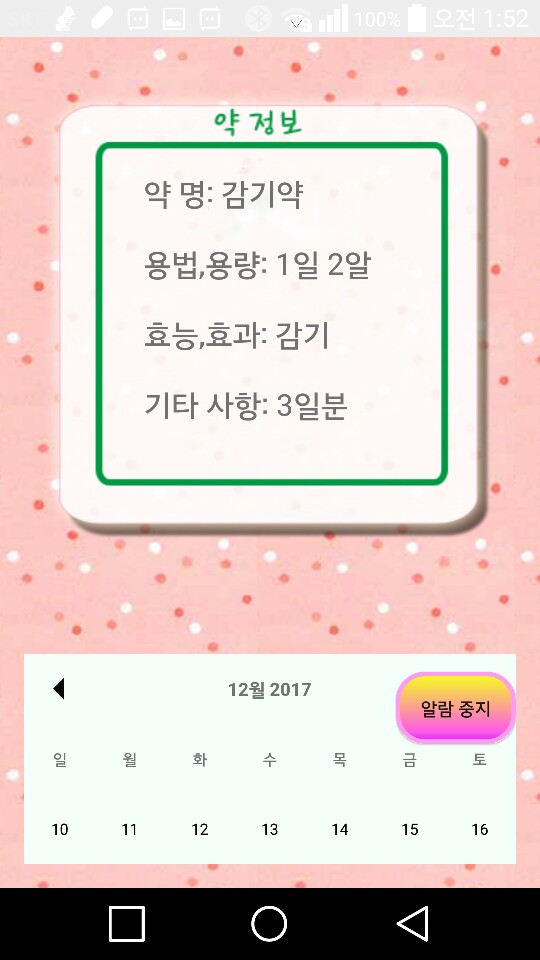 100% 오전 1:52
약 정보
약 명: 감기약
용법,용량: 1일 2알
효능,효과: 감기
기타 사항: 3일분
12월 2017
알람 중지
일 월 화 수 목 금 토
10 11 12 13 14 15 16